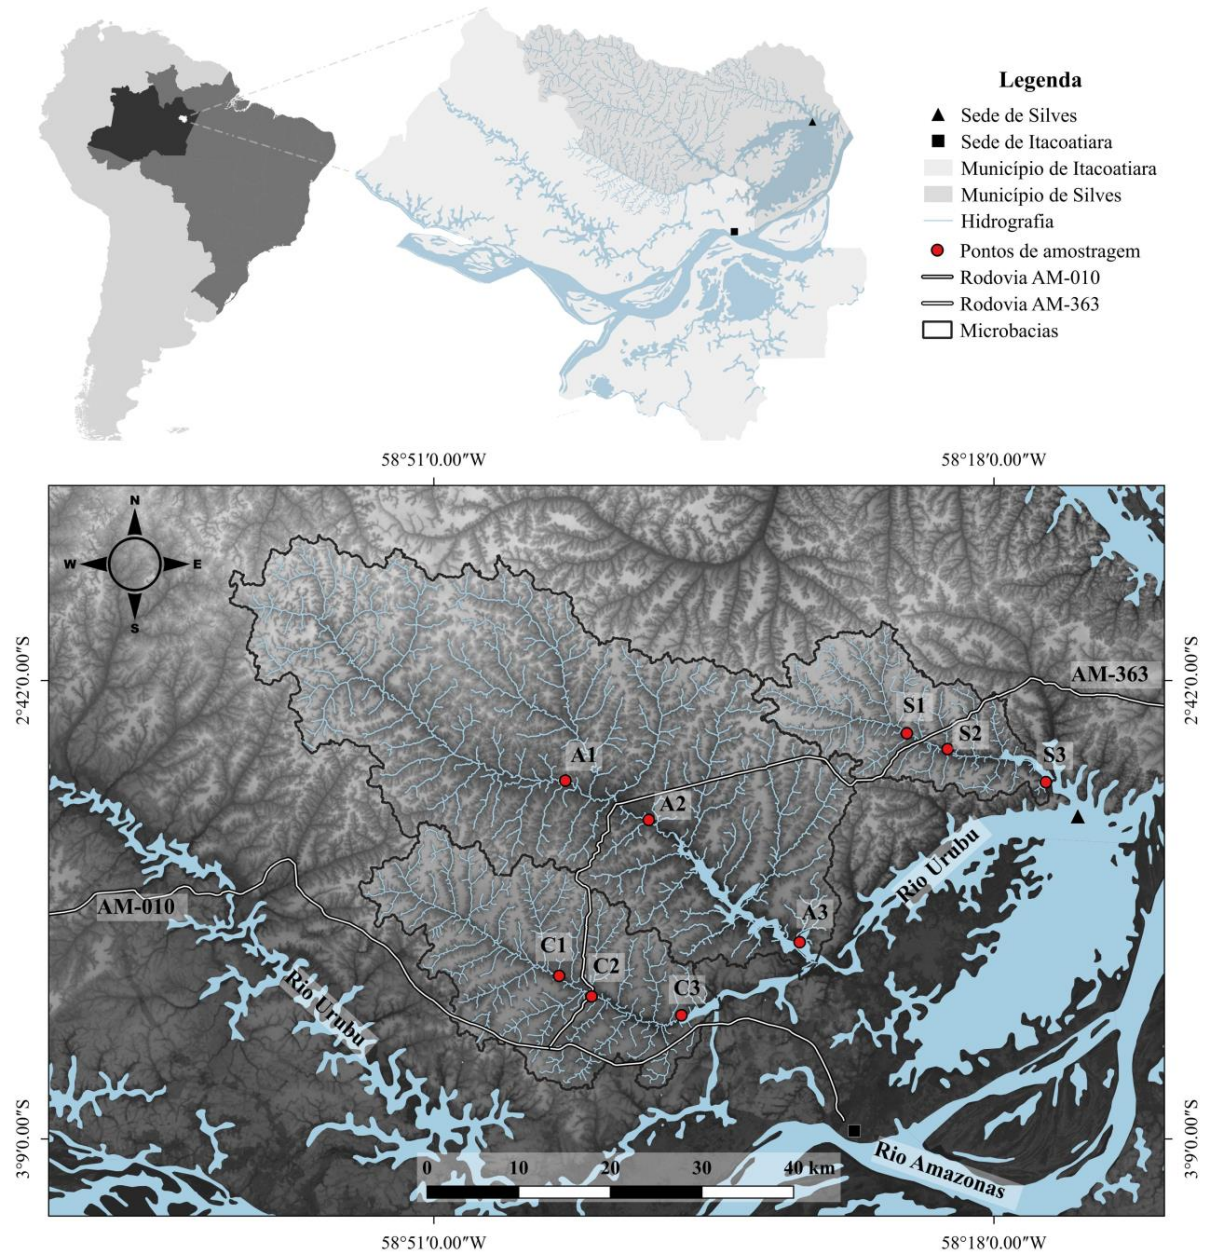 Legenda
Sede de Silves
Sede de Itacoatiara
Município de Itacoatiara
Município de Silves
Hidrografia
Pontos de amostragem
Rodovia AM-010
Rodovia AM-363
Microbacias
58°51'0.00"W
58°18'0.00"W
N
W
E
S
2°42'0.00"S
2°42'0.00"S
AM-363
S1
S2
S3
A1
A2
Rio Urubu
AM-010
A3
C1
C2
C3
Rio Urubu
3°9'0.00"S
3°9'0.00"S
Rio Amazonas
0 10 20 30 40 km
58°51'0.00"W
58°18'0.00"W